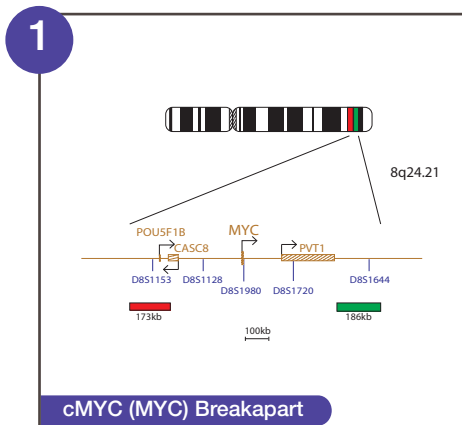 1
8q24.21
POU5F1B
CASC8
MYC
PVT1
D8S1153
D8S1128
D8S1980
D8S1720
D8S1644
173kb
100kb
186kb
cMYC (MYC) Breakapart